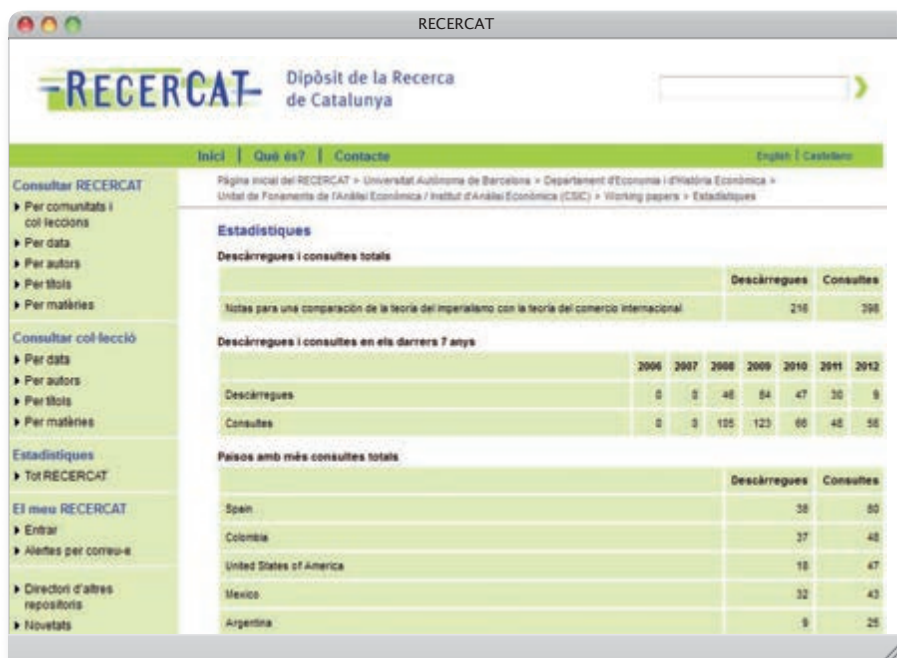 RECERCAT
RECERCAT
Dipòsit de la Recerca
de Catalunya
Inici | Què és? | Contacte
English | Castellano
Consultar RECERCAT
Per comunitats i
col·leccions
Per data
Per autors
Per títols
Per matèries
Consultar col·lecció
Per data
Per autors
Per títols
Per matèries
Estadístiques
Tot RECERCAT
El meu RECERCAT
Entrar
Alertes per correu-e
Directori d'altres
repositoris
Novetats
Pàgina inicial del RECERCAT > Universitat Autònoma de Barcelona > Departament d'Economia i d'Història Econòmica >
Unitat de Fonaments de l'Anàlisi Econòmica / Institut d'Anàlisi Econòmica (CSIC) > Working papers > Estadístiques
Estadístiques
Descàrregues i consultes totals
Descàrregues Consultes
Notas para una comparación de la teoría del imperialismo con la teoría del comercio internacional 216 398
Descàrregues i consultes en els darrers 7 anys
2006 2007 2008 2009 2010 2011 2012
Descàrregues 0 0 46 84 47 30 9
Consultes 0 0 105 123 66 48 56
Països amb més consultes totals
Descàrregues Consultes
Spain 38 80
Colombia 37 48
United States of America 18 47
Mexico 32 43
Argentina 9 25